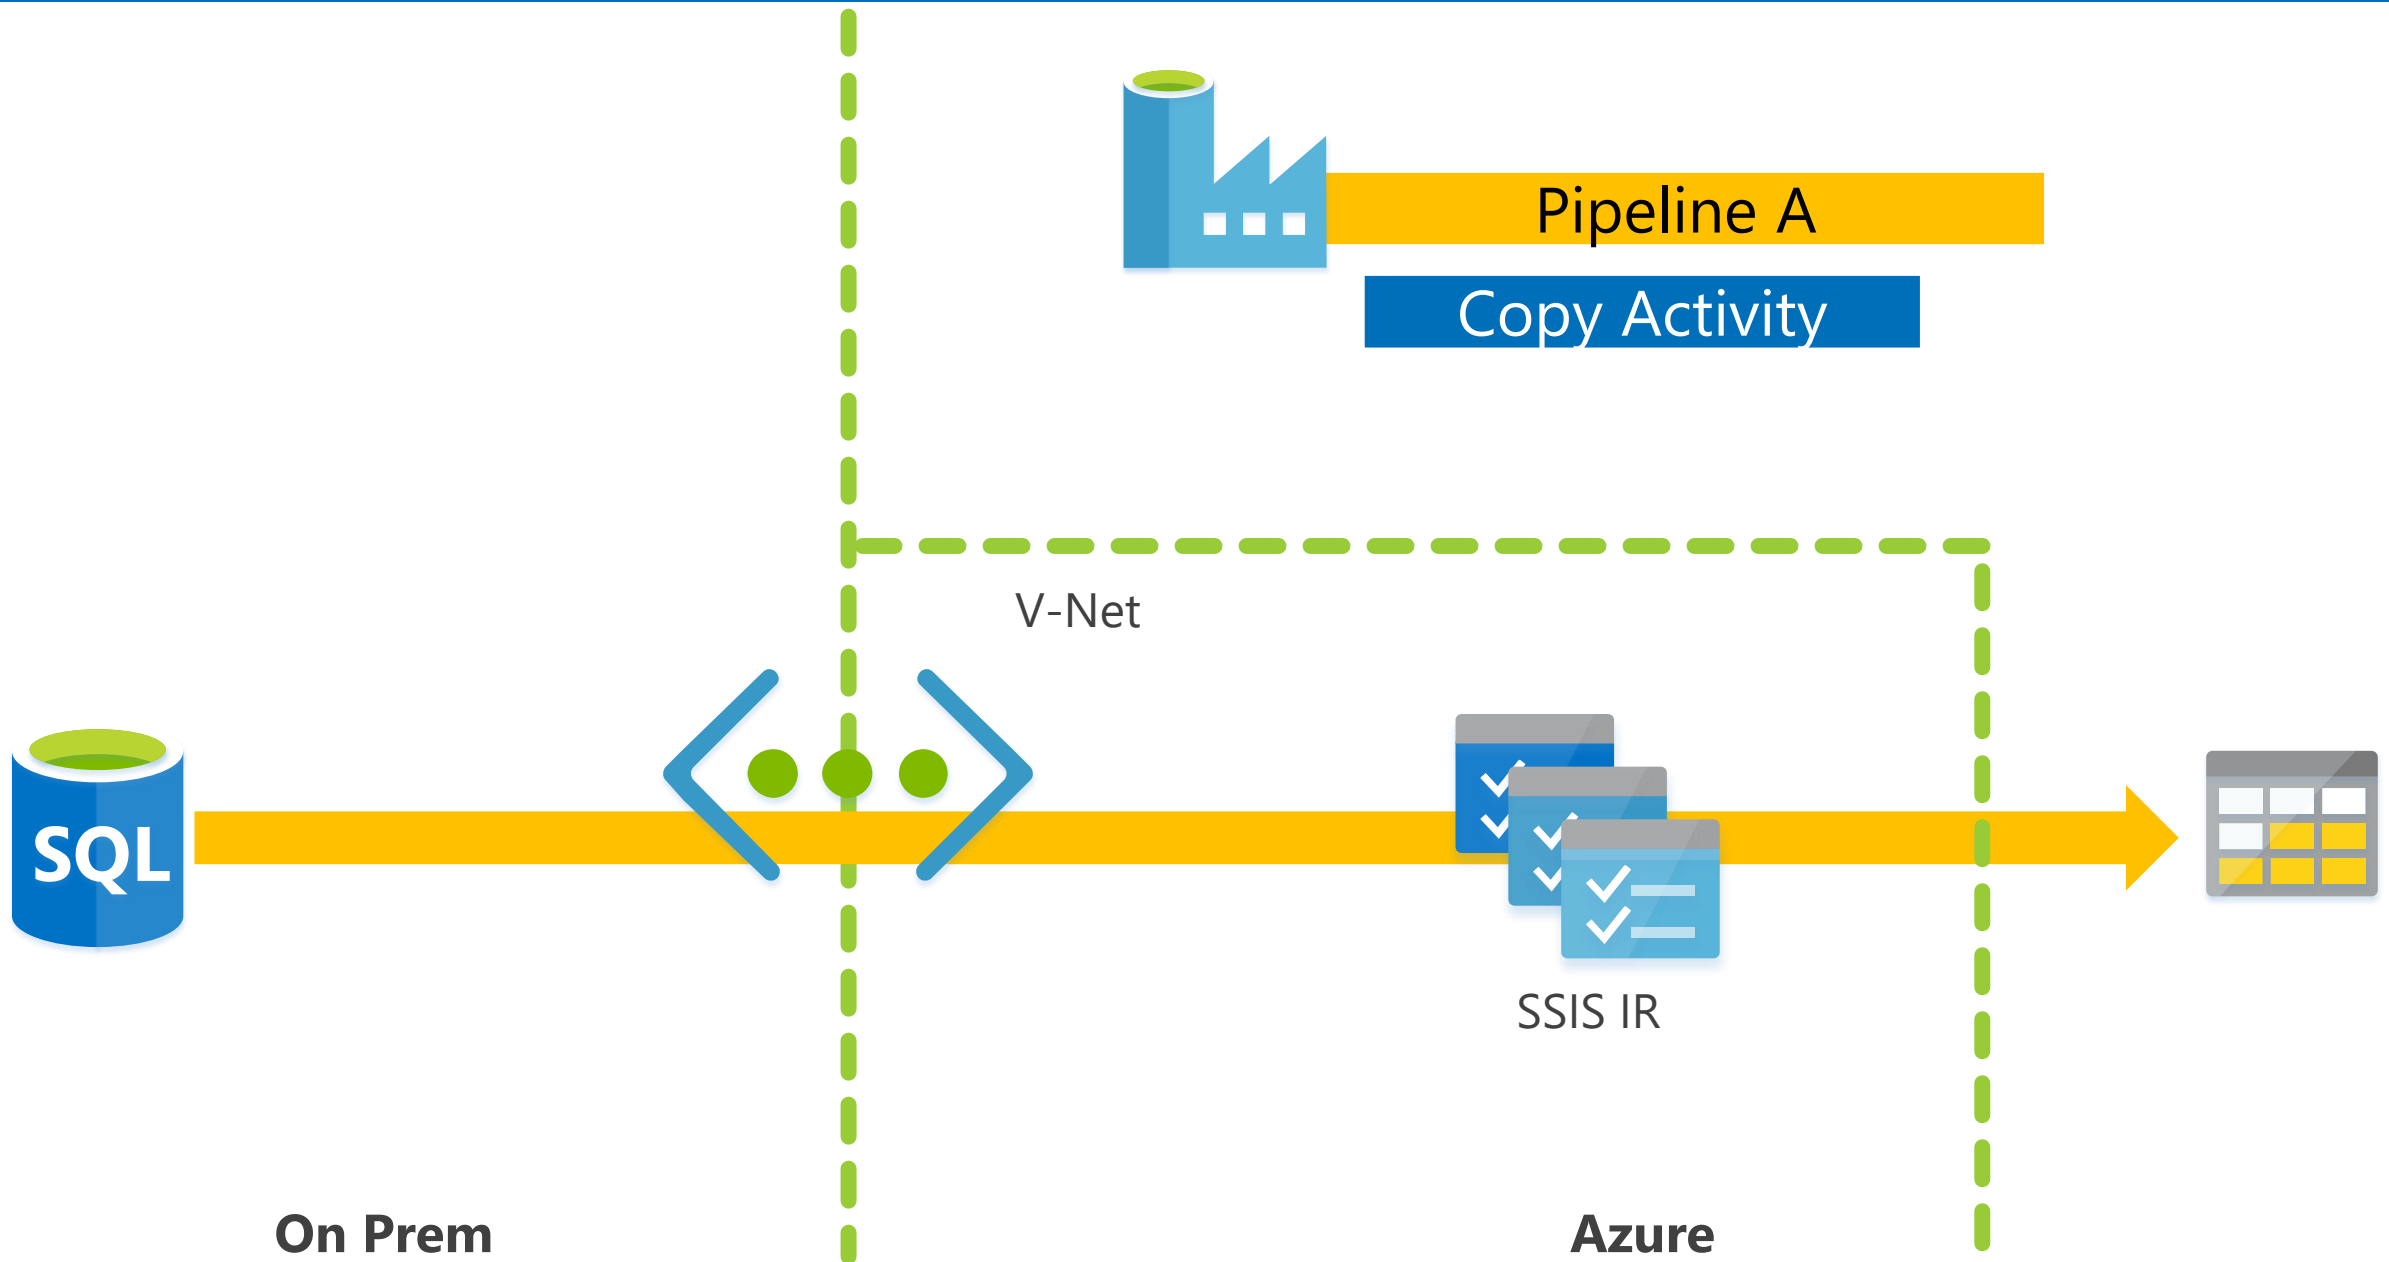 Pipeline A
Copy Activity
V-Net
SQL
SSIS IR
On Prem
Azure